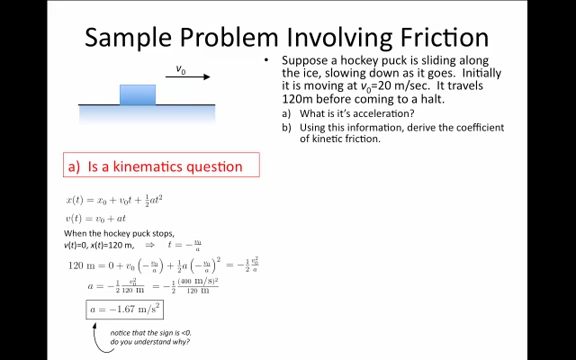 Sample Problem Involving Friction
v₀
• Suppose a hockey puck is sliding along
the ice, slowing down as it goes. Initially
it is moving at v₀=20 m/sec. It travels
120m before coming to a halt.
a) What is it's acceleration?
b) Using this information, derive the coefficient
of kinetic friction.
a) Is a kinematics question
x(t) = x₀ + v₀t + ½at²
v(t) = v₀ + at
When the hockey puck stops,
v(t)=0, x(t)=120 m, ⇒ t = −v₀/a
120 m = 0 + v₀(−v₀/a) + ½a(−v₀/a)² = −½ v₀²/a
a = −½ v₀²/120 m = −½ (400 m/s)²/120 m
a = −1.67 m/s²
notice that the sign is <0.
do you understand why?